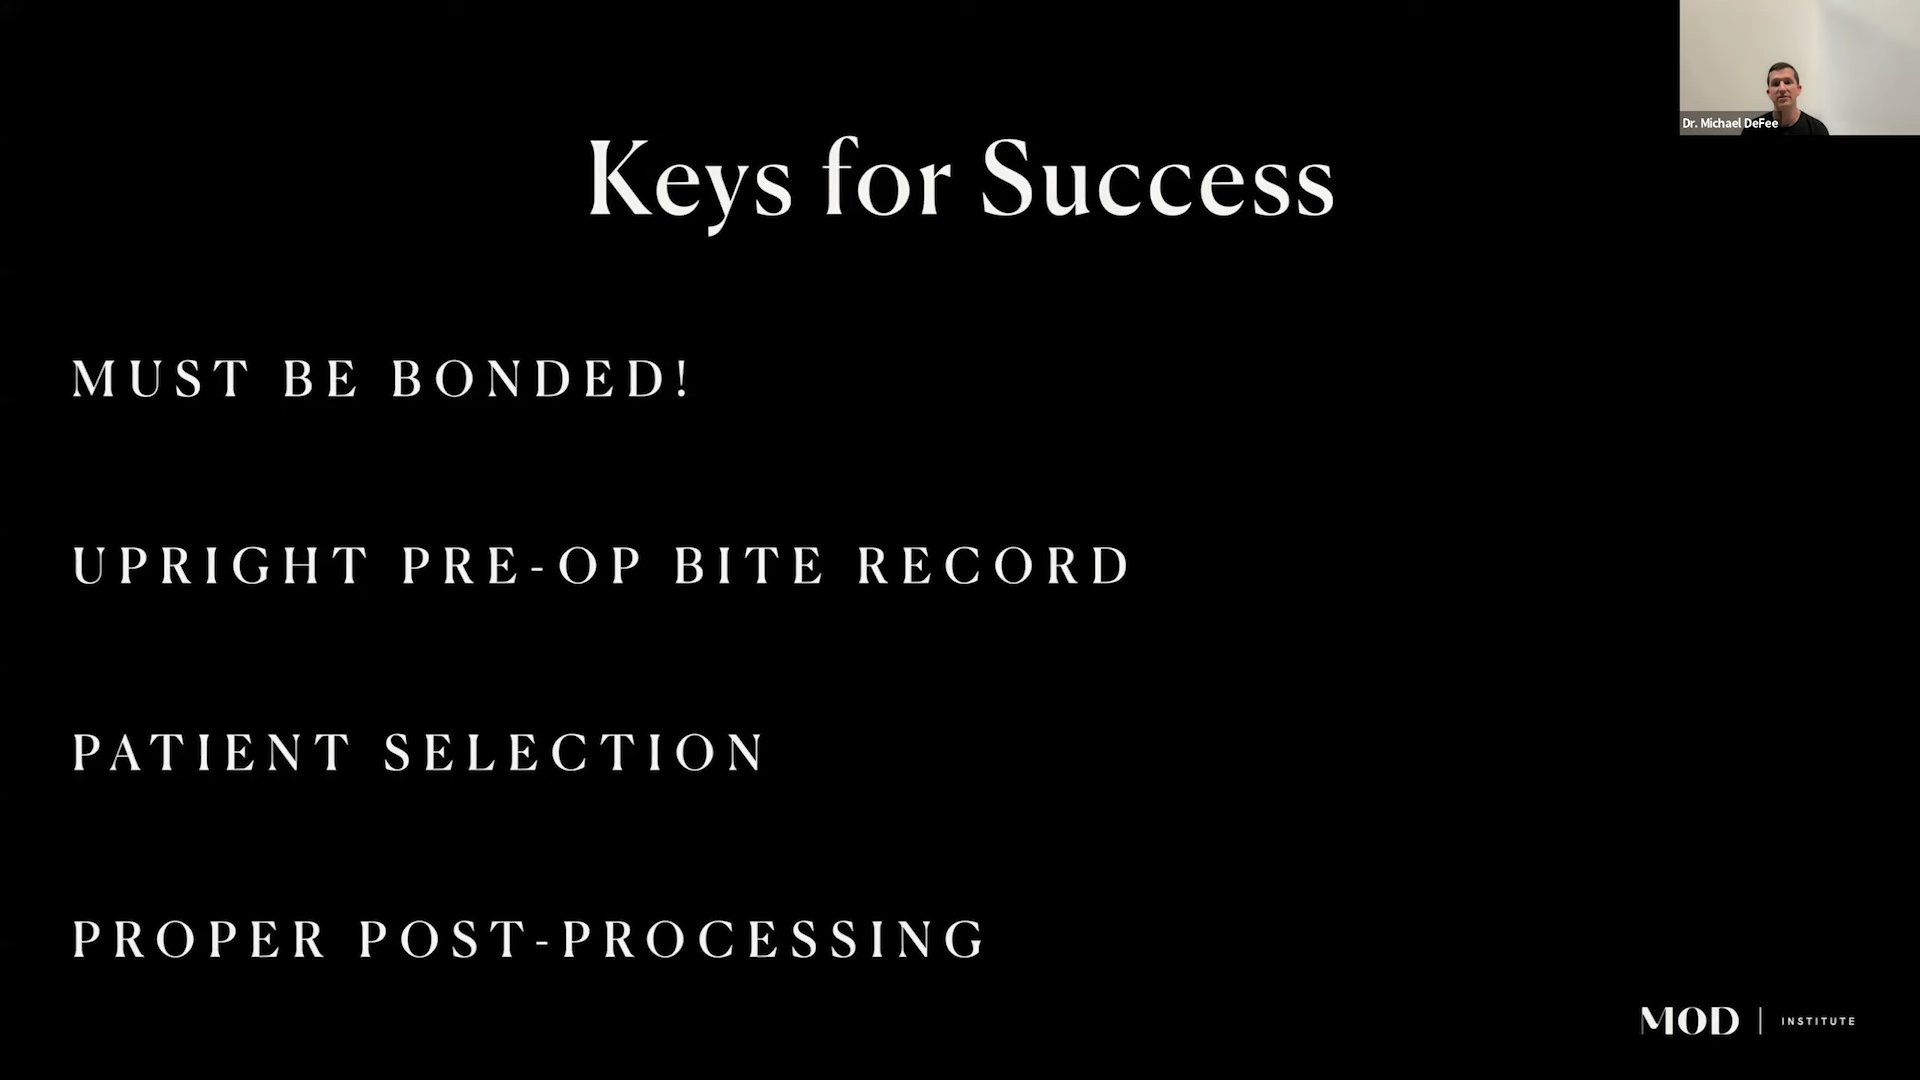 Dr. Michael DeFee
Keys for Success
MUST BE BONDED!
UPRIGHT PRE-OP BITE RECORD
PATIENT SELECTION
PROPER POST-PROCESSING
MOD | INSTITUTE